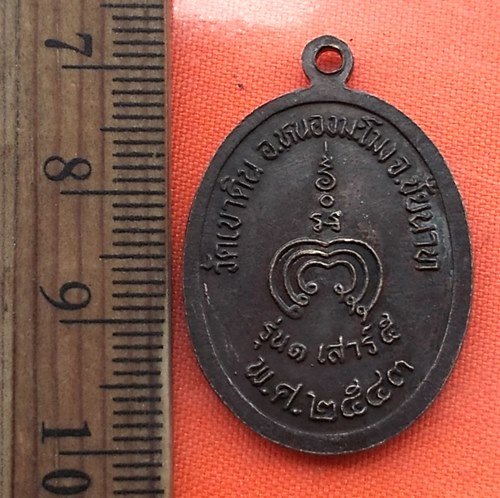 วัดเขาดิน อ.หนองมะโมง จ.ชัยนาท
รุ่น๑ เสาร์ ๕
พ.ศ.๒๕๔๓
7
8
9
10